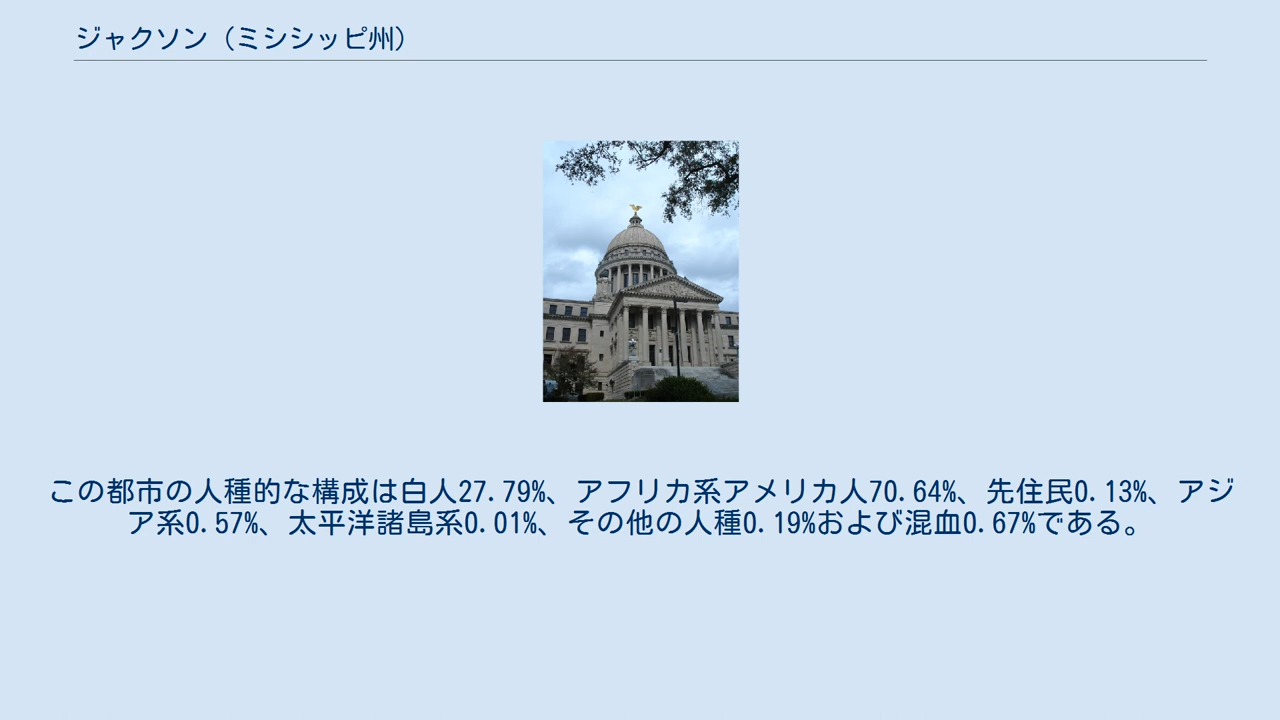 ジャクソン（ミシシッピ州）
この都市の人種的な構成は白人27.79%、アフリカ系アメリカ人70.64%、先住民0.13%、アジ
ア系0.57%、太平洋諸島系0.01%、その他の人種0.19%および混血0.67%である。